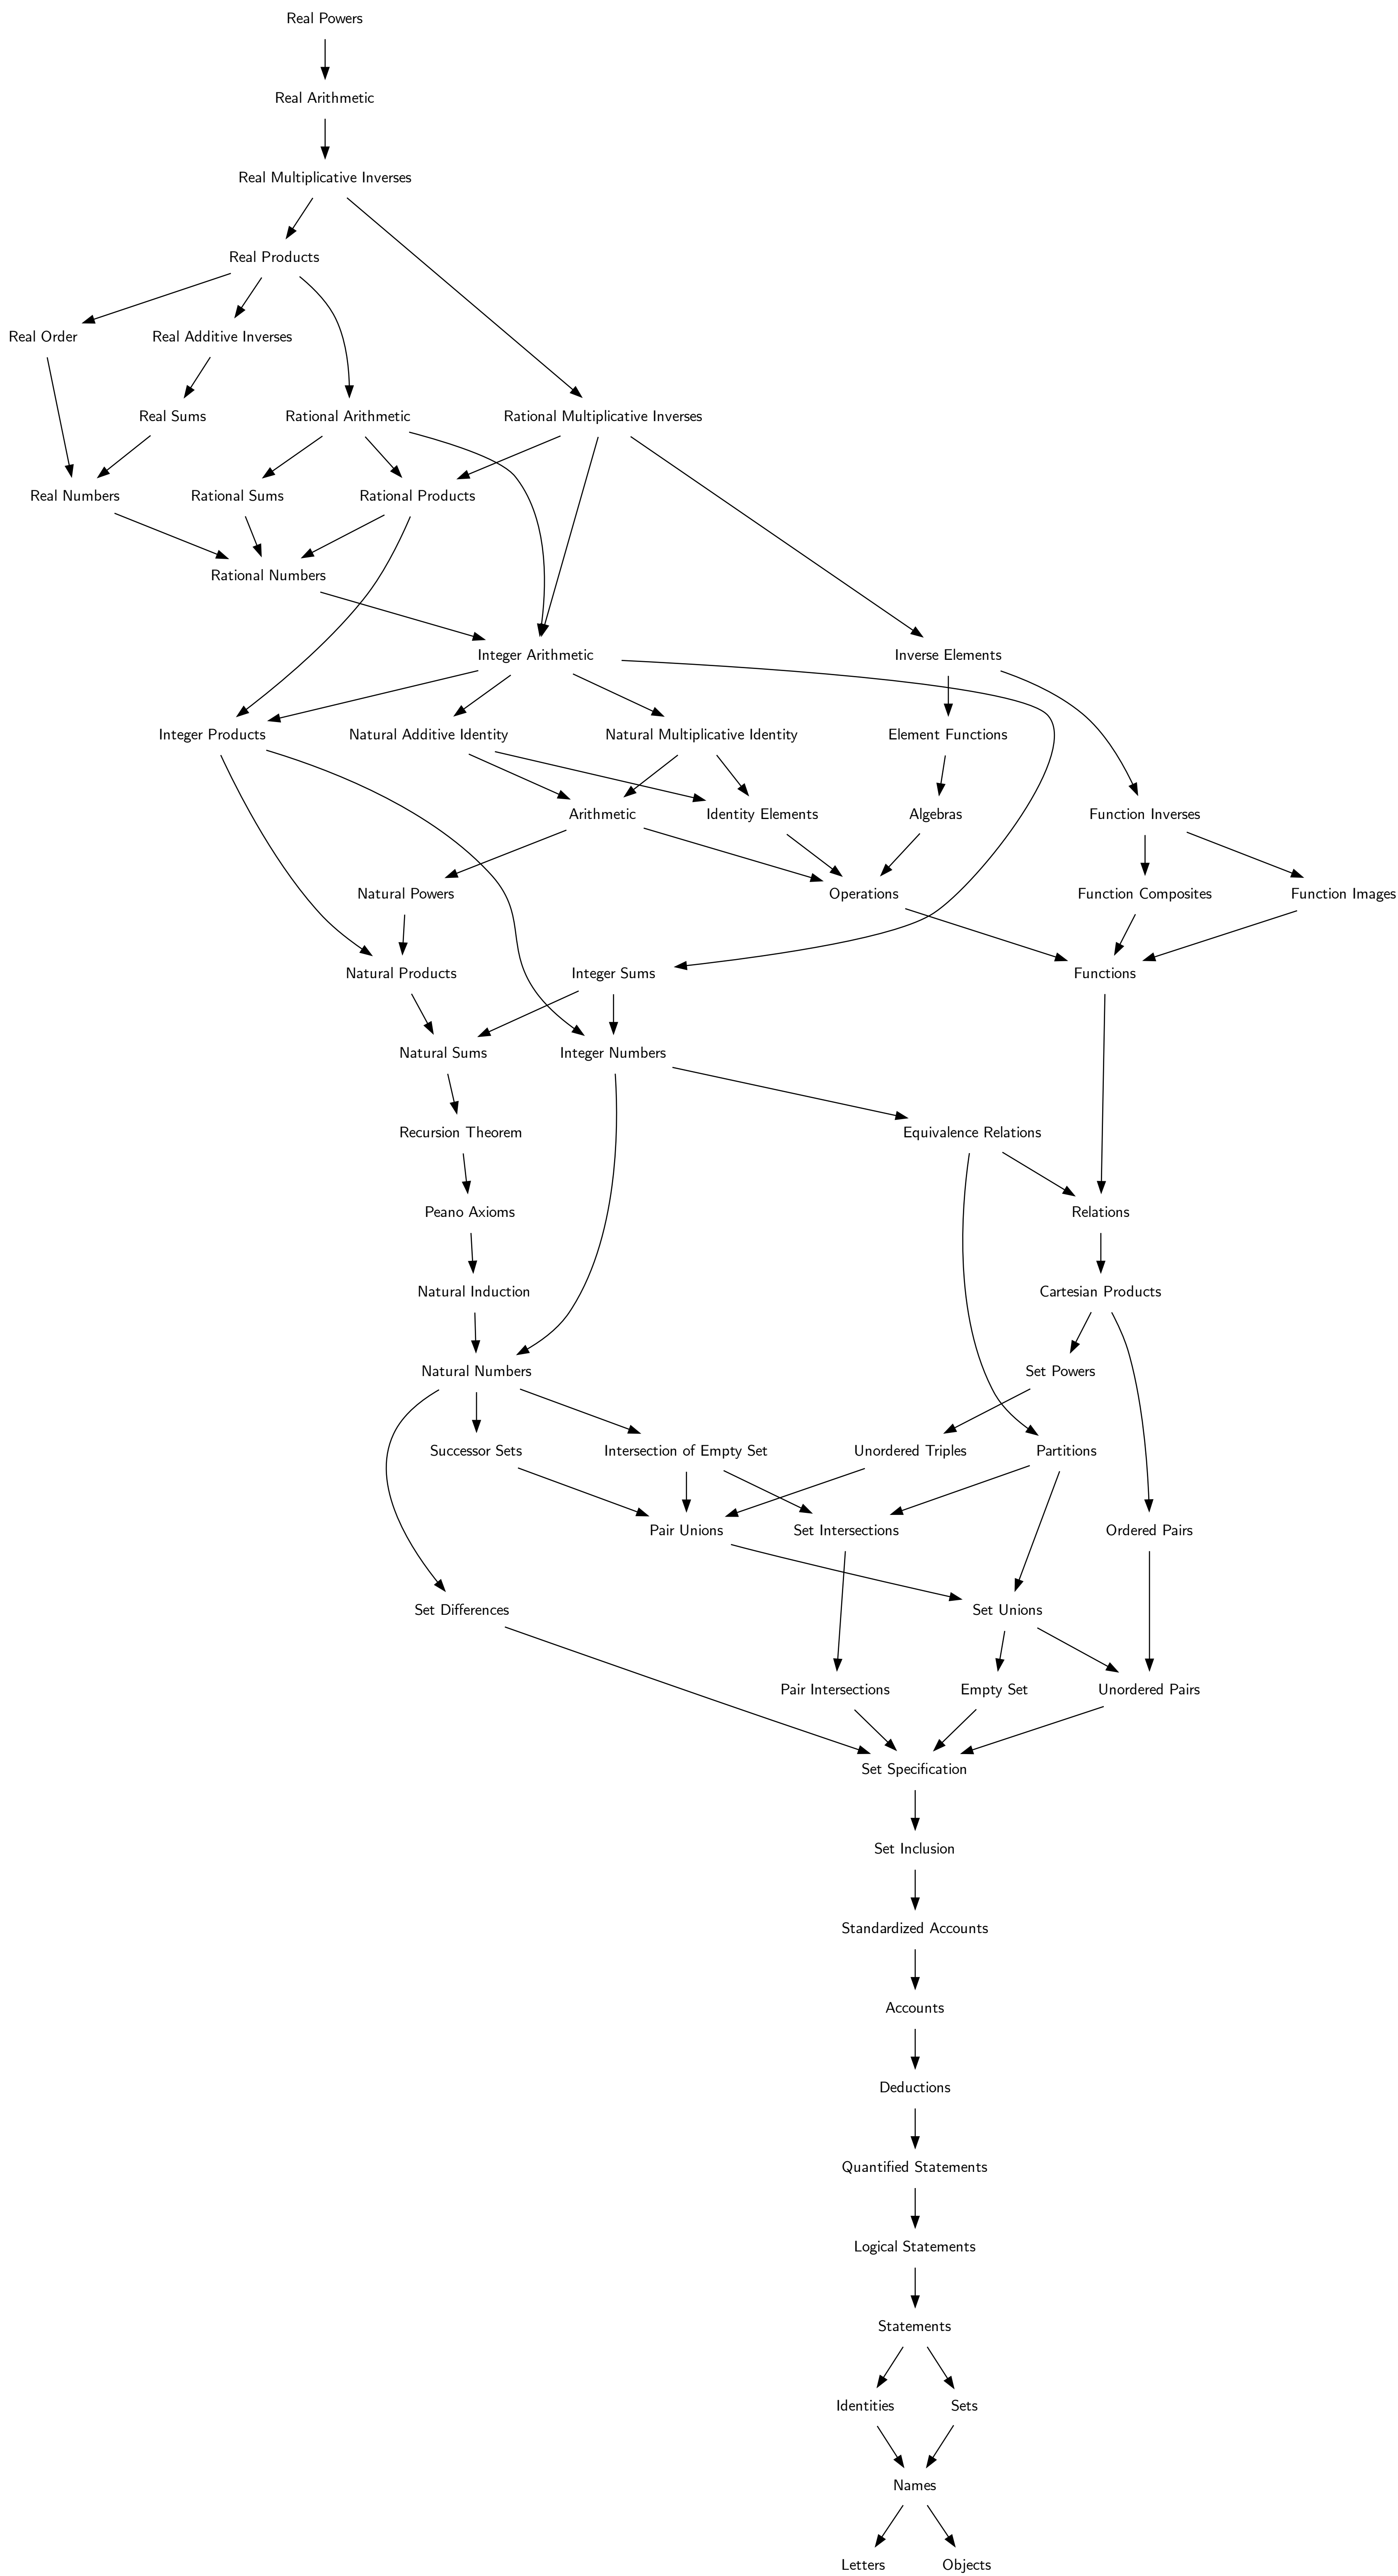 Real Powers
Real Arithmetic
Real Multiplicative Inverses
Real Products
Real Order
Real Additive Inverses
Real Sums
Rational Arithmetic
Rational Multiplicative Inverses
Real Numbers
Rational Sums
Rational Products
Rational Numbers
Integer Arithmetic
Inverse Elements
Integer Products
Natural Additive Identity
Natural Multiplicative Identity
Element Functions
Arithmetic
Identity Elements
Algebras
Function Inverses
Natural Powers
Operations
Function Composites
Function Images
Natural Products
Integer Sums
Functions
Natural Sums
Integer Numbers
Recursion Theorem
Equivalence Relations
Peano Axioms
Relations
Natural Induction
Cartesian Products
Natural Numbers
Set Powers
Successor Sets
Intersection of Empty Set
Unordered Triples
Partitions
Pair Unions
Set Intersections
Ordered Pairs
Set Differences
Set Unions
Pair Intersections
Empty Set
Unordered Pairs
Set Specification
Set Inclusion
Standardized Accounts
Accounts
Deductions
Quantified Statements
Logical Statements
Statements
Identities
Sets
Names
Letters
Objects